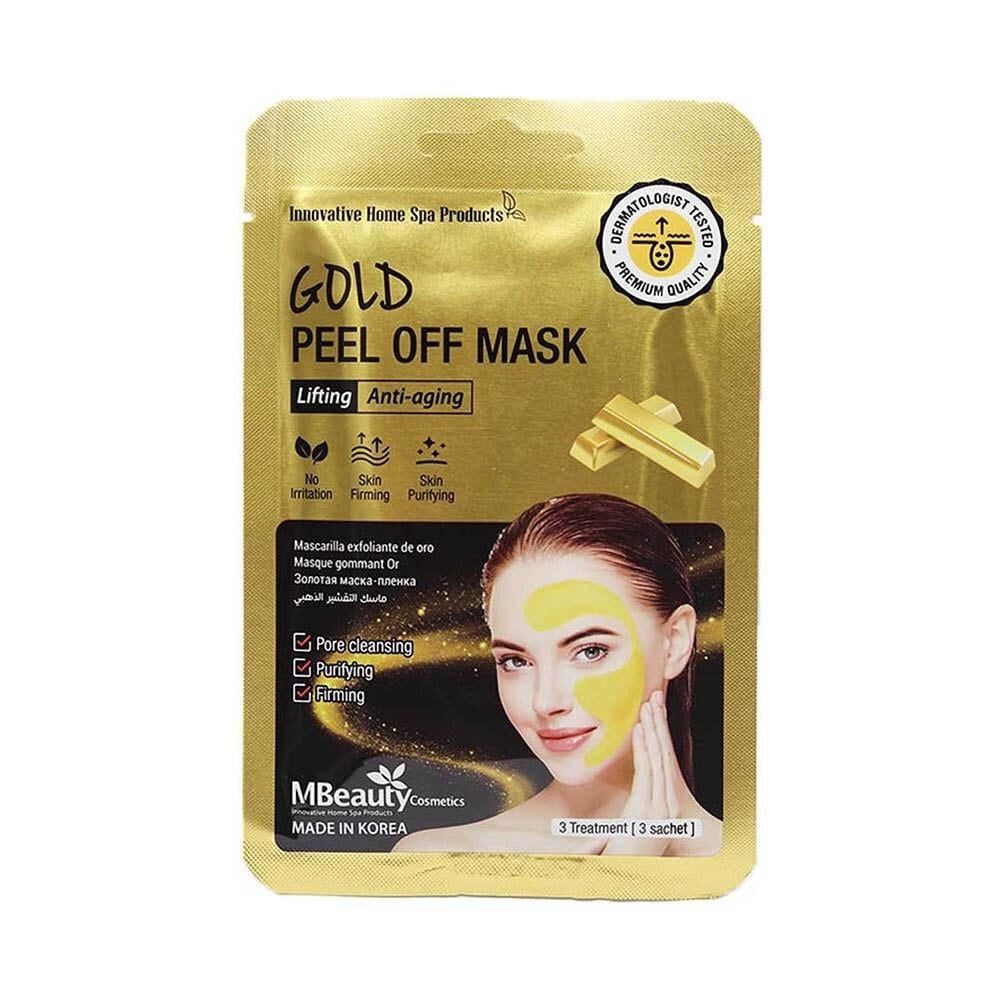 Innovative Home Spa Products
DERMATOLOGIST TESTED
• PREMIUM QUALITY •
GOLD
PEEL OFF MASK
Lifting Anti-aging
No Irritation
Skin Firming
Skin Purifying
Mascarilla exfoliante de oro
Masque gommant Or
Золотая маска-пленка
ماسك التقشير الذهبي
Pore cleansing
Purifying
Firming
MBeauty Cosmetics
Innovative Home Spa Products
MADE IN KOREA
3 Treatment [ 3 sachet ]